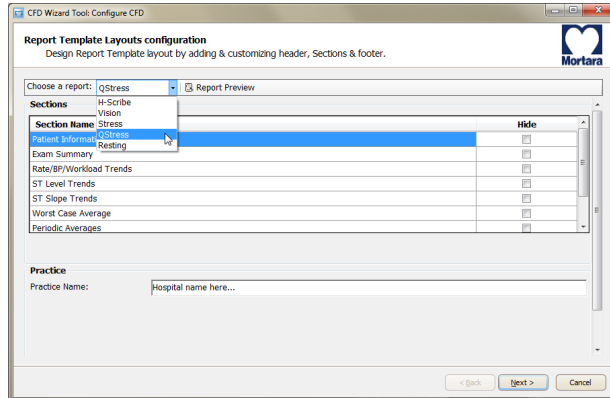 CFD Wizard Tool: Configure CFD
Report Template Layouts configuration
Design Report Template layout by adding & customizing header, Sections & footer.
Mortara
Choose a report: QStress Report Preview
H-Scribe
Vision
Stress
QStress
Resting
Sections
Section Name Hide
Patient Informati
Exam Summary
Rate/BP/Workload Trends
ST Level Trends
ST Slope Trends
Worst Case Average
Periodic Averages
Practice
Practice Name: Hospital name here...
< Back Next > Cancel